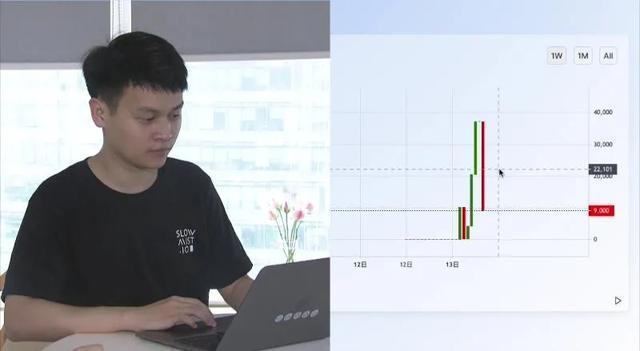 SLOW
MIST
.IO
1W
1M
All
40,000
30,000
22,101
20,000
9,000
0
12日
12日
13日